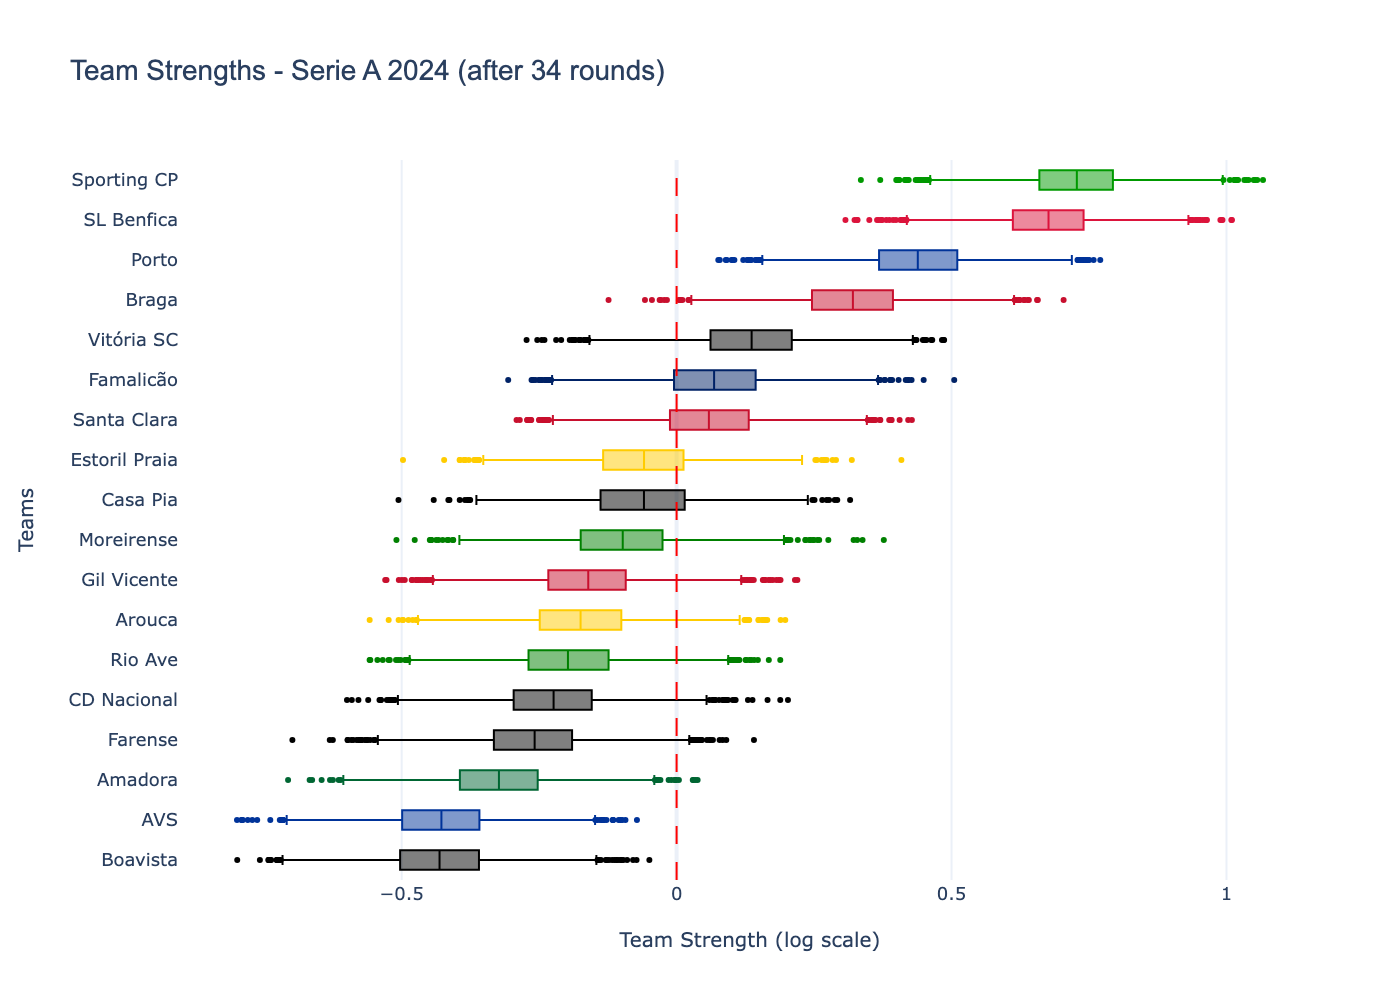 Team Strengths - Serie A 2024 (after 34 rounds)
Sporting CP
SL Benfica
Porto
Braga
Vitória SC
Famalicão
Santa Clara
Estoril Praia
Casa Pia
Moreirense
Gil Vicente
Arouca
Rio Ave
CD Nacional
Farense
Amadora
AVS
Boavista
Teams
−0.5 0 0.5 1
Team Strength (log scale)